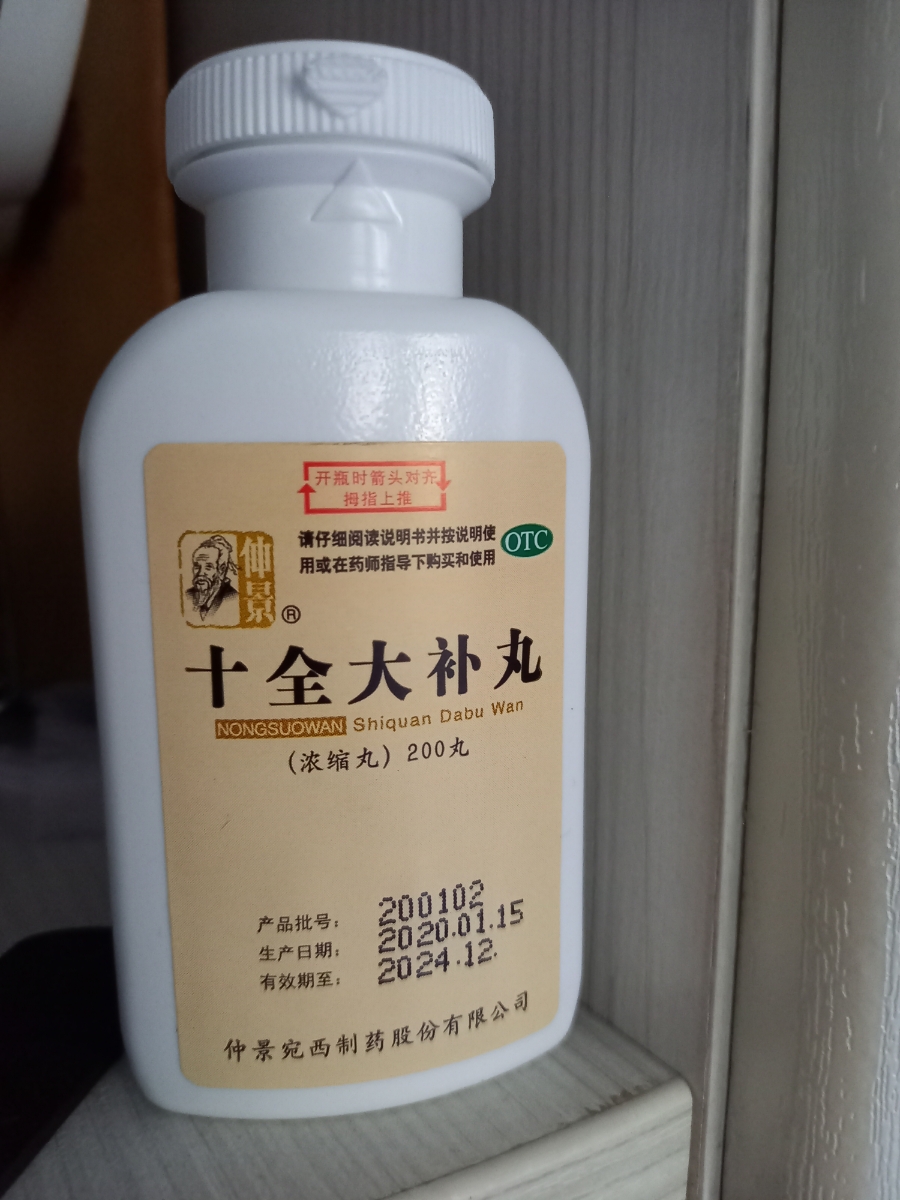 开瓶时箭头对齐
拇指上推
请仔细阅读说明书并按说明使
用或在药师指导下购买和使用
OTC
仲景
®
十全大补丸
NONGSUOWAN Shiquan Dabu Wan
(浓缩丸) 200丸
产品批号: 200102
生产日期: 2020.01.15
有效期至: 2024.12.
仲景宛西制药股份有限公司